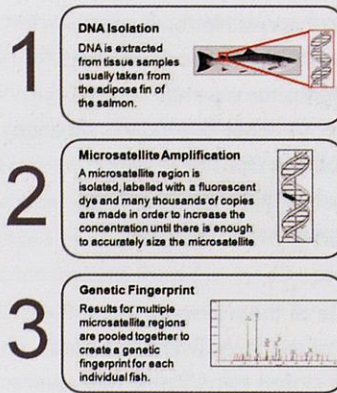 1
DNA Isolation
DNA is extracted
from tissue samples
usually taken from
the adipose fin of
the salmon.
2
Microsatellite Amplification
A microsatellite region is
isolated, labelled with a fluorescent
dye and many thousands of copies
are made in order to increase the
concentration until there is enough
to accurately size the microsatellite
3
Genetic Fingerprint
Results for multiple
microsatellite regions
are pooled together to
create a genetic
fingerprint for each
individual fish.